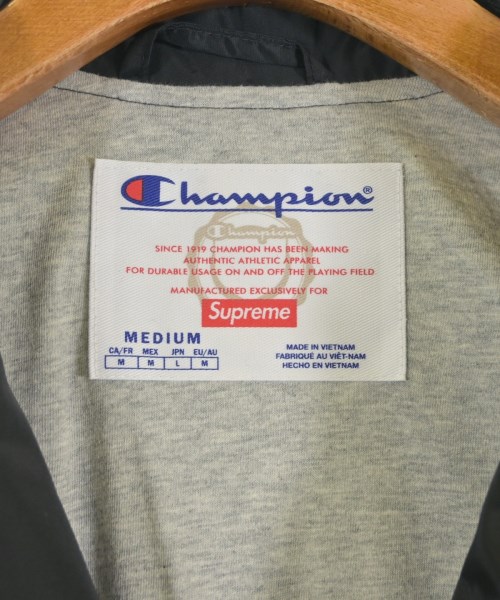 Champion®
Champion
SINCE 1919 CHAMPION HAS BEEN MAKING
AUTHENTIC ATHLETIC APPAREL
FOR DURABLE USAGE ON AND OFF THE PLAYING FIELD
MANUFACTURED EXCLUSIVELY FOR
Supreme
MEDIUM
CA/FR MEX JPN EU/AU
M M L M
MADE IN VIETNAM
FABRIQUÉ AU VIÊT-NAM
HECHO EN VIETNAM